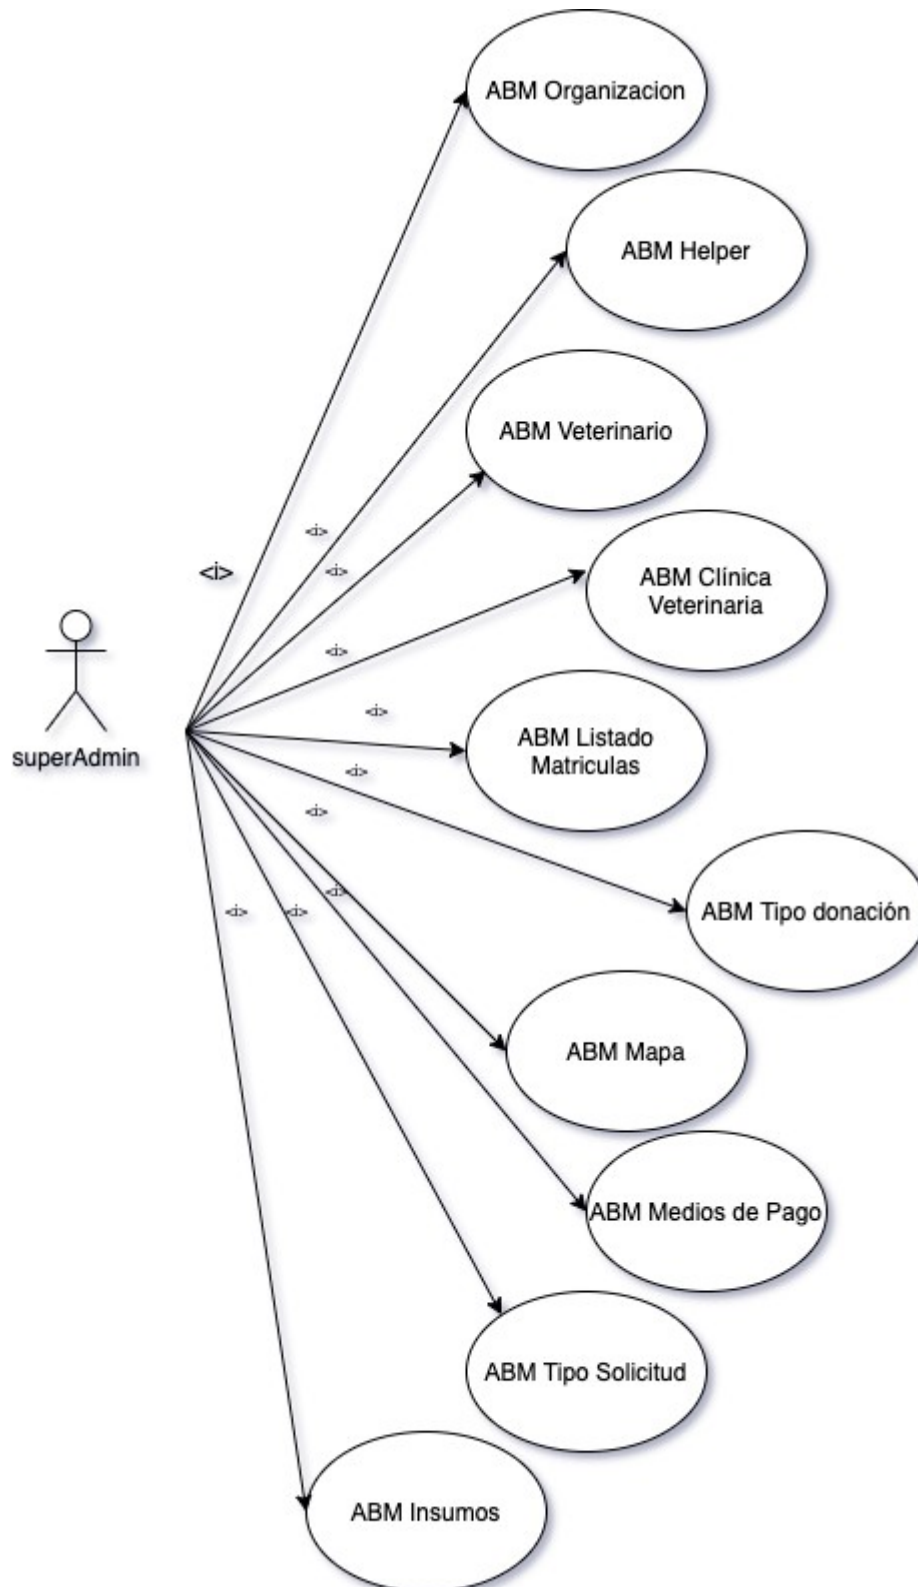 ABM Organizacion
ABM Helper
ABM Veterinario
<i>
<i>
<i>
ABM Clínica
Veterinaria
<i>
superAdmin
<i>
ABM Listado
Matriculas
<i>
<i>
<i>
<i>
<i>
ABM Tipo donación
ABM Mapa
ABM Medios de Pago
ABM Tipo Solicitud
ABM Insumos